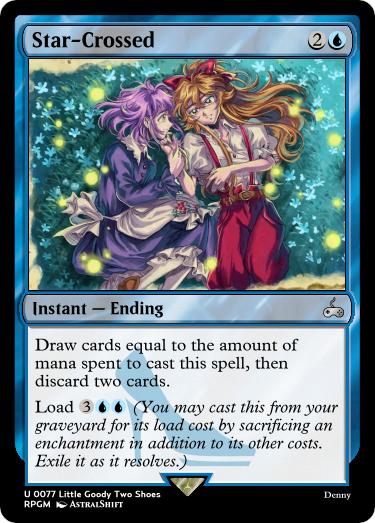 Star-Crossed 2
Instant — Ending
Draw cards equal to the amount of
mana spent to cast this spell, then
discard two cards.
Load 3 (You may cast this from your
graveyard for its load cost by sacrificing an
enchantment in addition to its other costs.
Exile it as it resolves.)
U 0077 Little Goody Two Shoes Denny
RPGM AstralShift